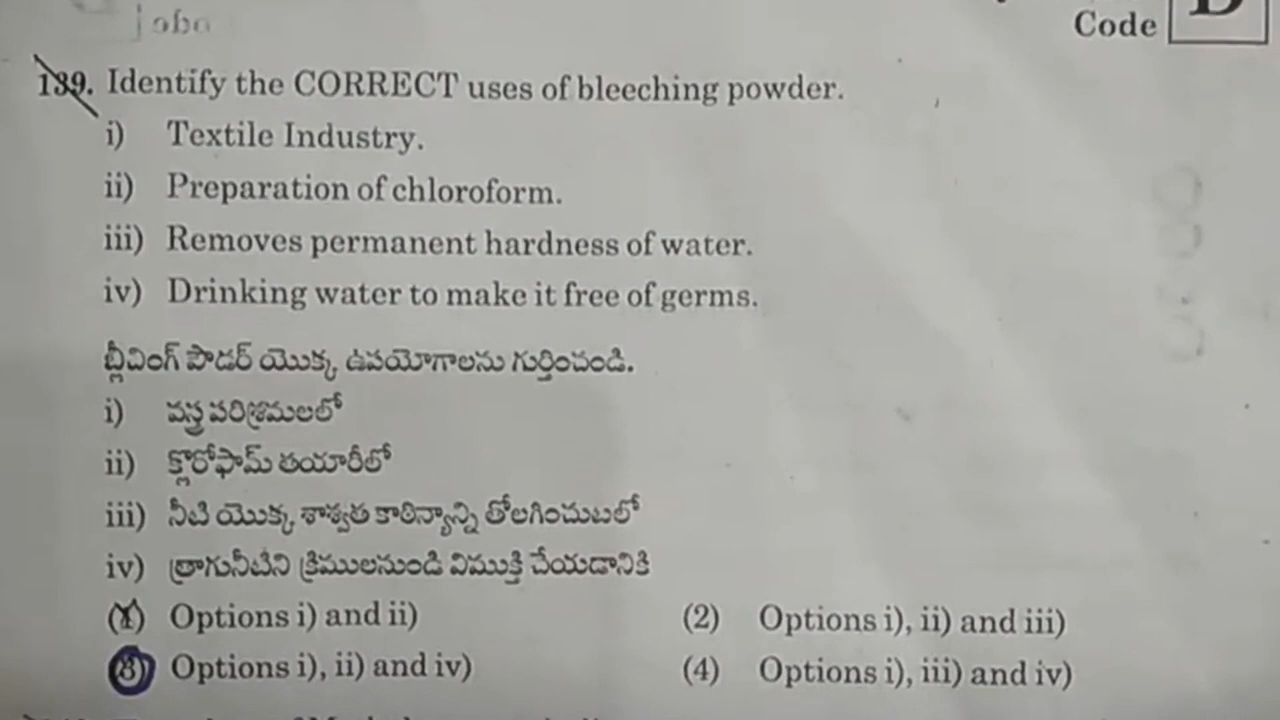 Code D
139. Identify the CORRECT uses of bleeching powder.
i) Textile Industry.
ii) Preparation of chloroform.
iii) Removes permanent hardness of water.
iv) Drinking water to make it free of germs.
బ్లీచింగ్ పౌడర్ యొక్క ఉపయోగాలను గుర్తించండి.
i) వస్త్ర పరిశ్రమలలో
ii) క్లోరోఫామ్ తయారీలో
iii) నీటి యొక్క శాశ్వత కాఠిన్యాన్ని తోలగించుటలో
iv) త్రాగునీటిని క్రిములనుండి విముక్తి చేయడానికి
(1) Options i) and ii) (2) Options i), ii) and iii)
(3) Options i), ii) and iv) (4) Options i), iii) and iv)